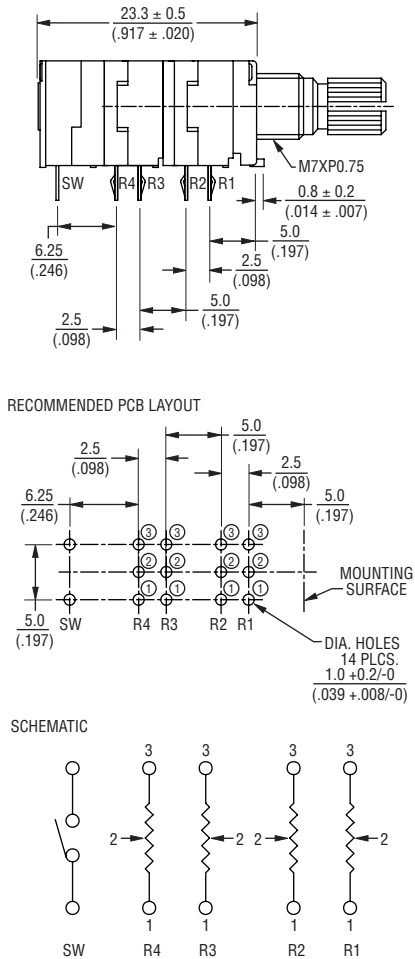 23.3 ± 0.5
(.917 ± .020)
SW
R4
R3
R2
R1
M7XP0.75
0.8 ± 0.2
(.014 ± .007)
6.25
(.246)
5.0
(.197)
2.5
(.098)
5.0
(.197)
2.5
(.098)
RECOMMENDED PCB LAYOUT
5.0
(.197)
2.5
(.098)
2.5
(.098)
6.25
(.246)
5.0
(.197)
3 3 3 3
2 2 2 2
1 1 1 1
MOUNTING
SURFACE
5.0
(.197)
SW R4 R3 R2 R1
DIA. HOLES
14 PLCS.
1.0 +0.2/-0
(.039 +.008/-0)
SCHEMATIC
3 3 3 3
2 2 2 2
1 1 1 1
SW R4 R3 R2 R1